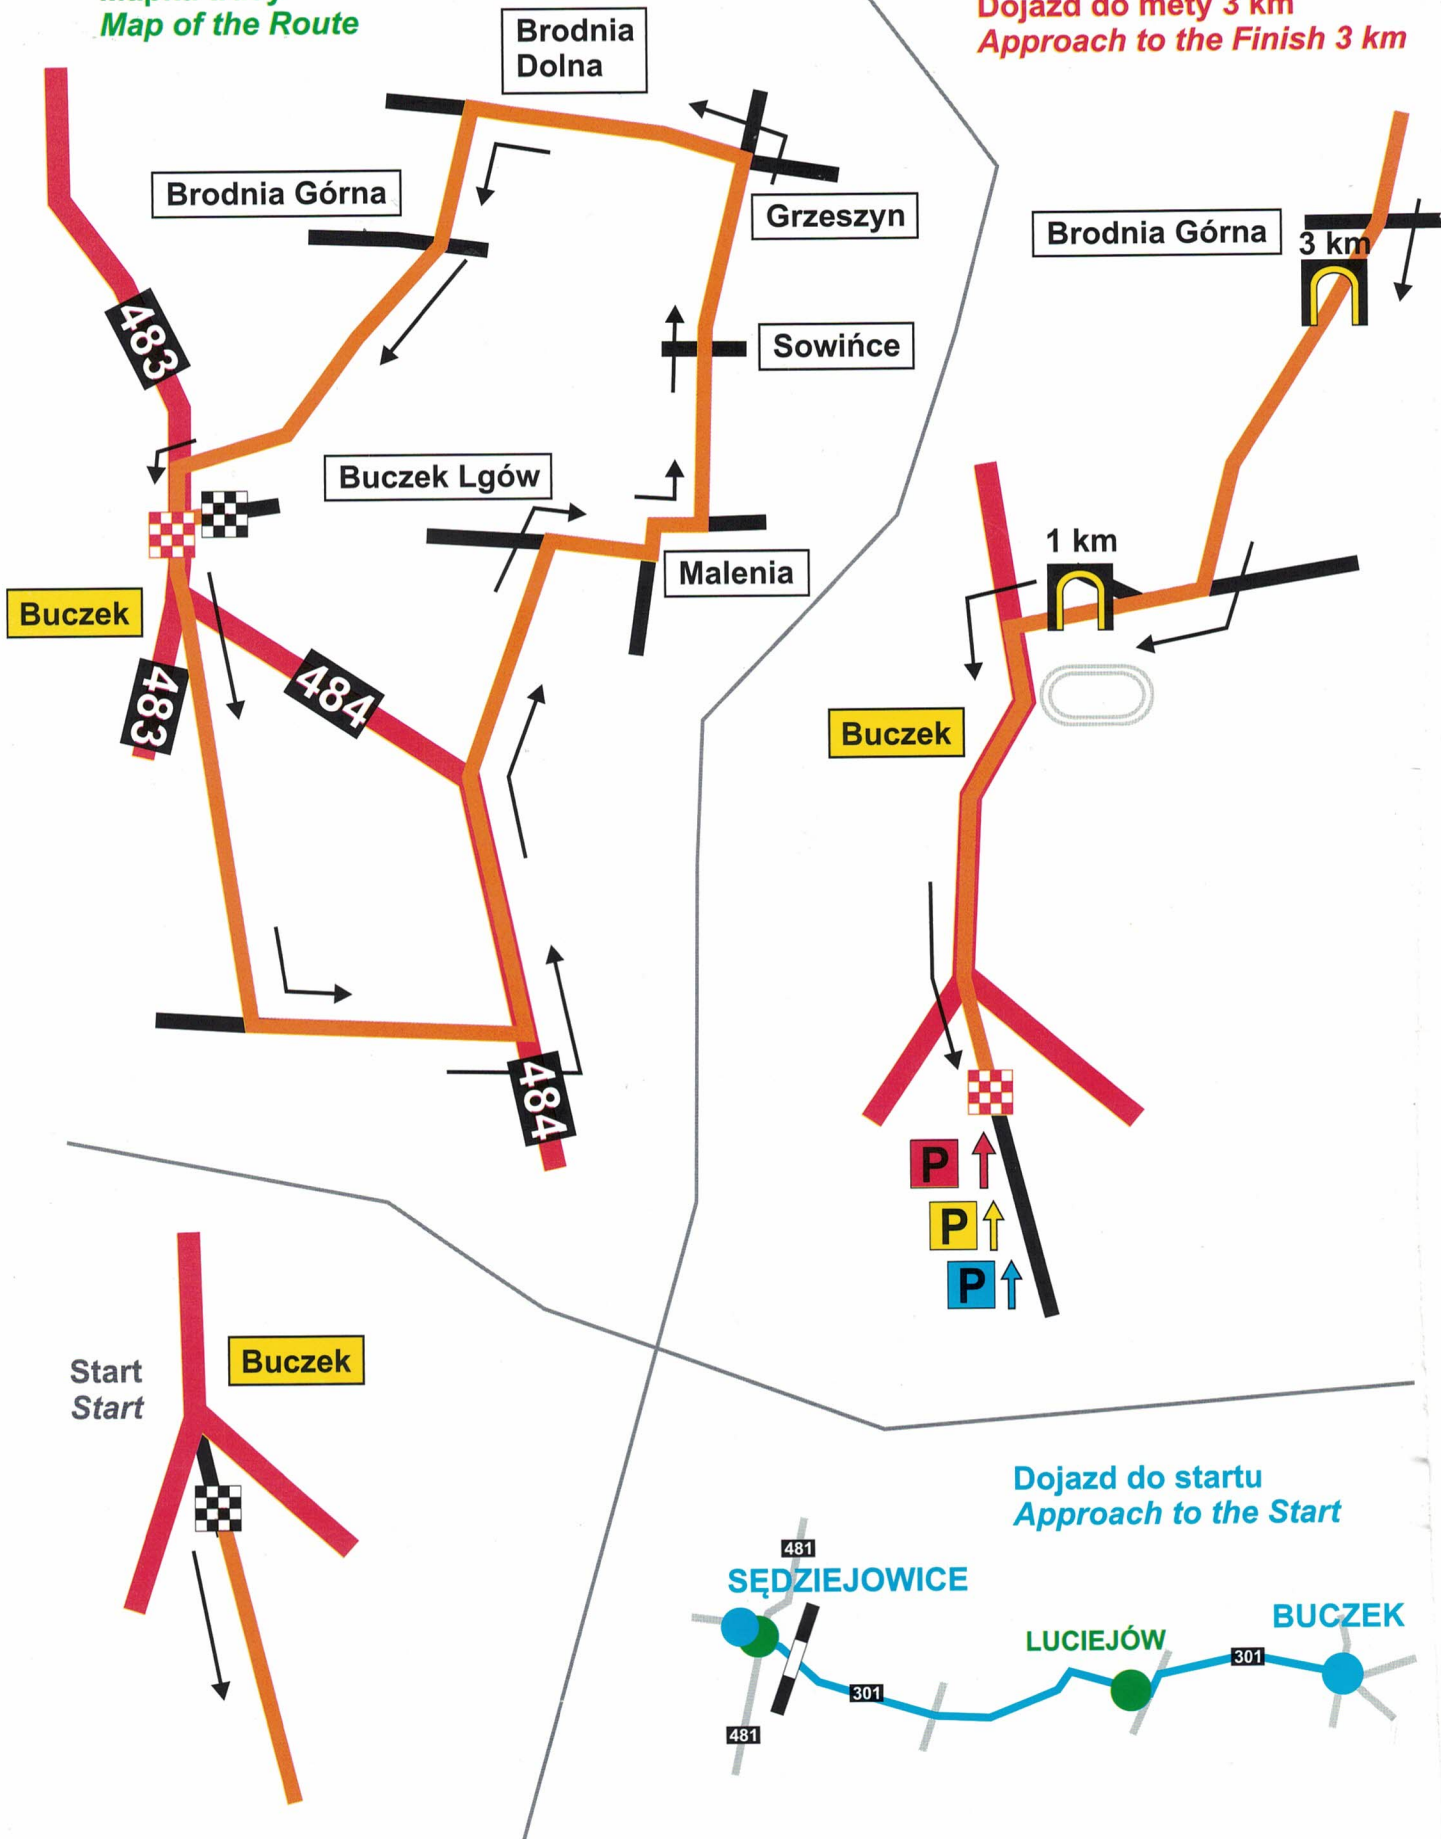 Map of the Route
Brodnia
Dolna
Brodnia Górna
Grzeszyn
483
Sowińce
Buczek Lgów
Malenia
Buczek
483
484
484
Dojazd do mety 3 km
Approach to the Finish 3 km
Brodnia Górna
3 km
1 km
Buczek
P
P
P
Start
Start
Buczek
Dojazd do startu
Approach to the Start
481
SĘDZIEJOWICE
BUCZEK
LUCIEJÓW
301
301
481